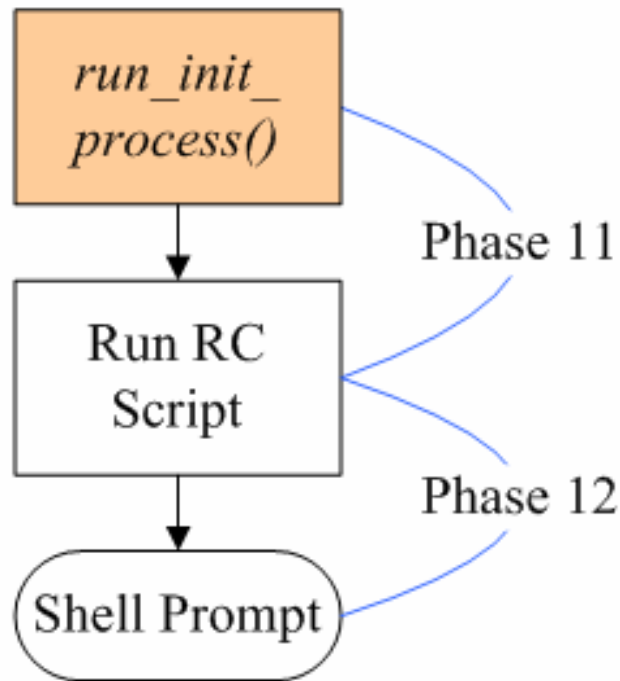 run_init_
process()
Phase 11
Run RC
Script
Phase 12
Shell Prompt